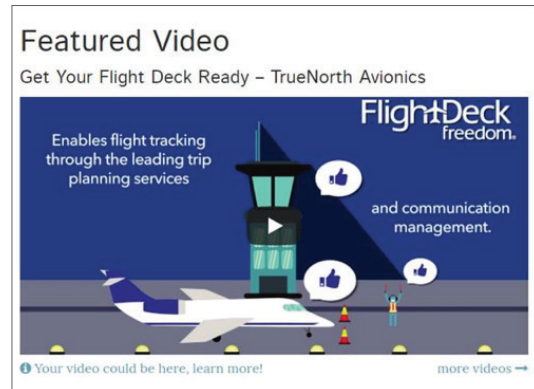 Featured Video
Get Your Flight Deck Ready – TrueNorth Avionics
FlightDeck
freedom®
Enables flight tracking
through the leading trip
planning services
and communication
management.
Your video could be here, learn more!
more videos →